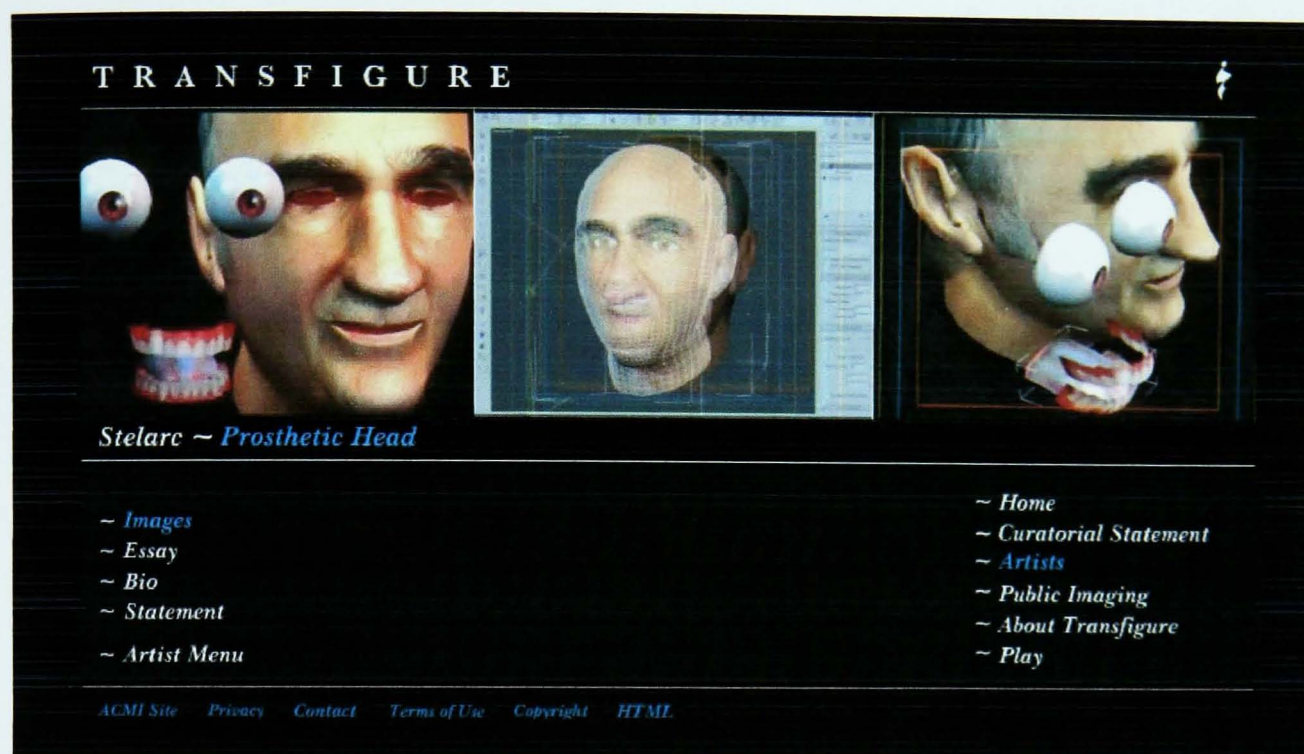 TRANSFIGURE
Stelarc ~ Prosthetic Head
~ Images
~ Essay
~ Bio
~ Statement
~ Artist Menu
~ Home
~ Curatorial Statement
~ Artists
~ Public Imaging
~ About Transfigure
~ Play
ACMI Site Privacy Contact Terms of Use Copyright HTML